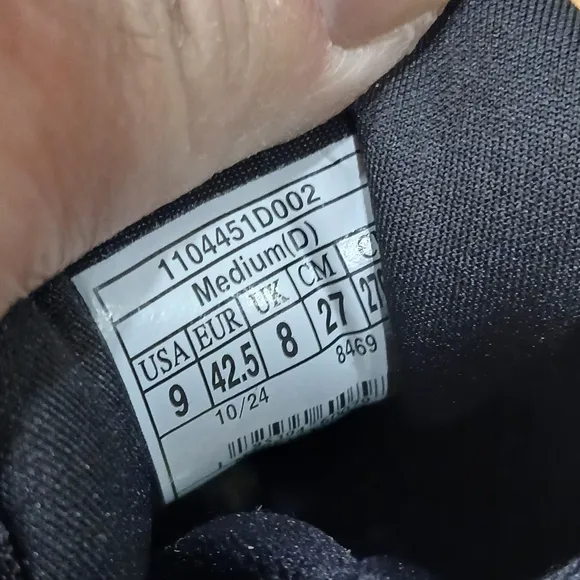 1104451D002
Medium(D)
USA EUR UK CM
9 42.5 8 27
10/24 8469